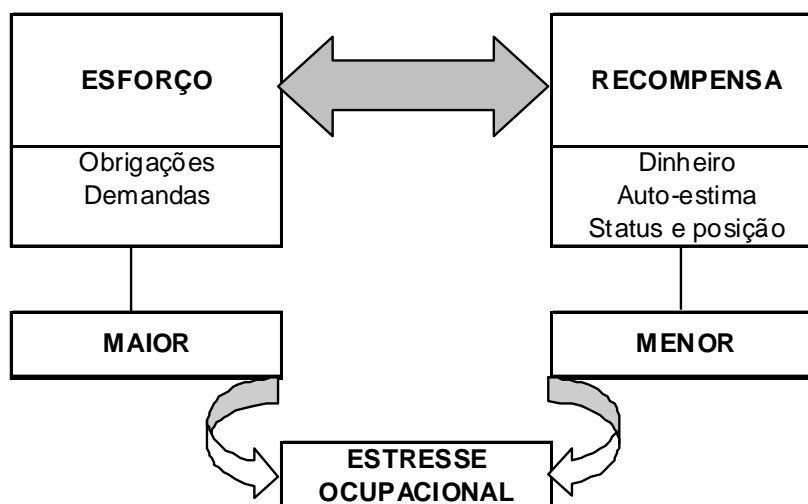 ESFORÇO
RECOMPENSA
Obrigações
Demandas
Dinheiro
Auto-estima
Status e posição
MAIOR
MENOR
ESTRESSE
OCUPACIONAL